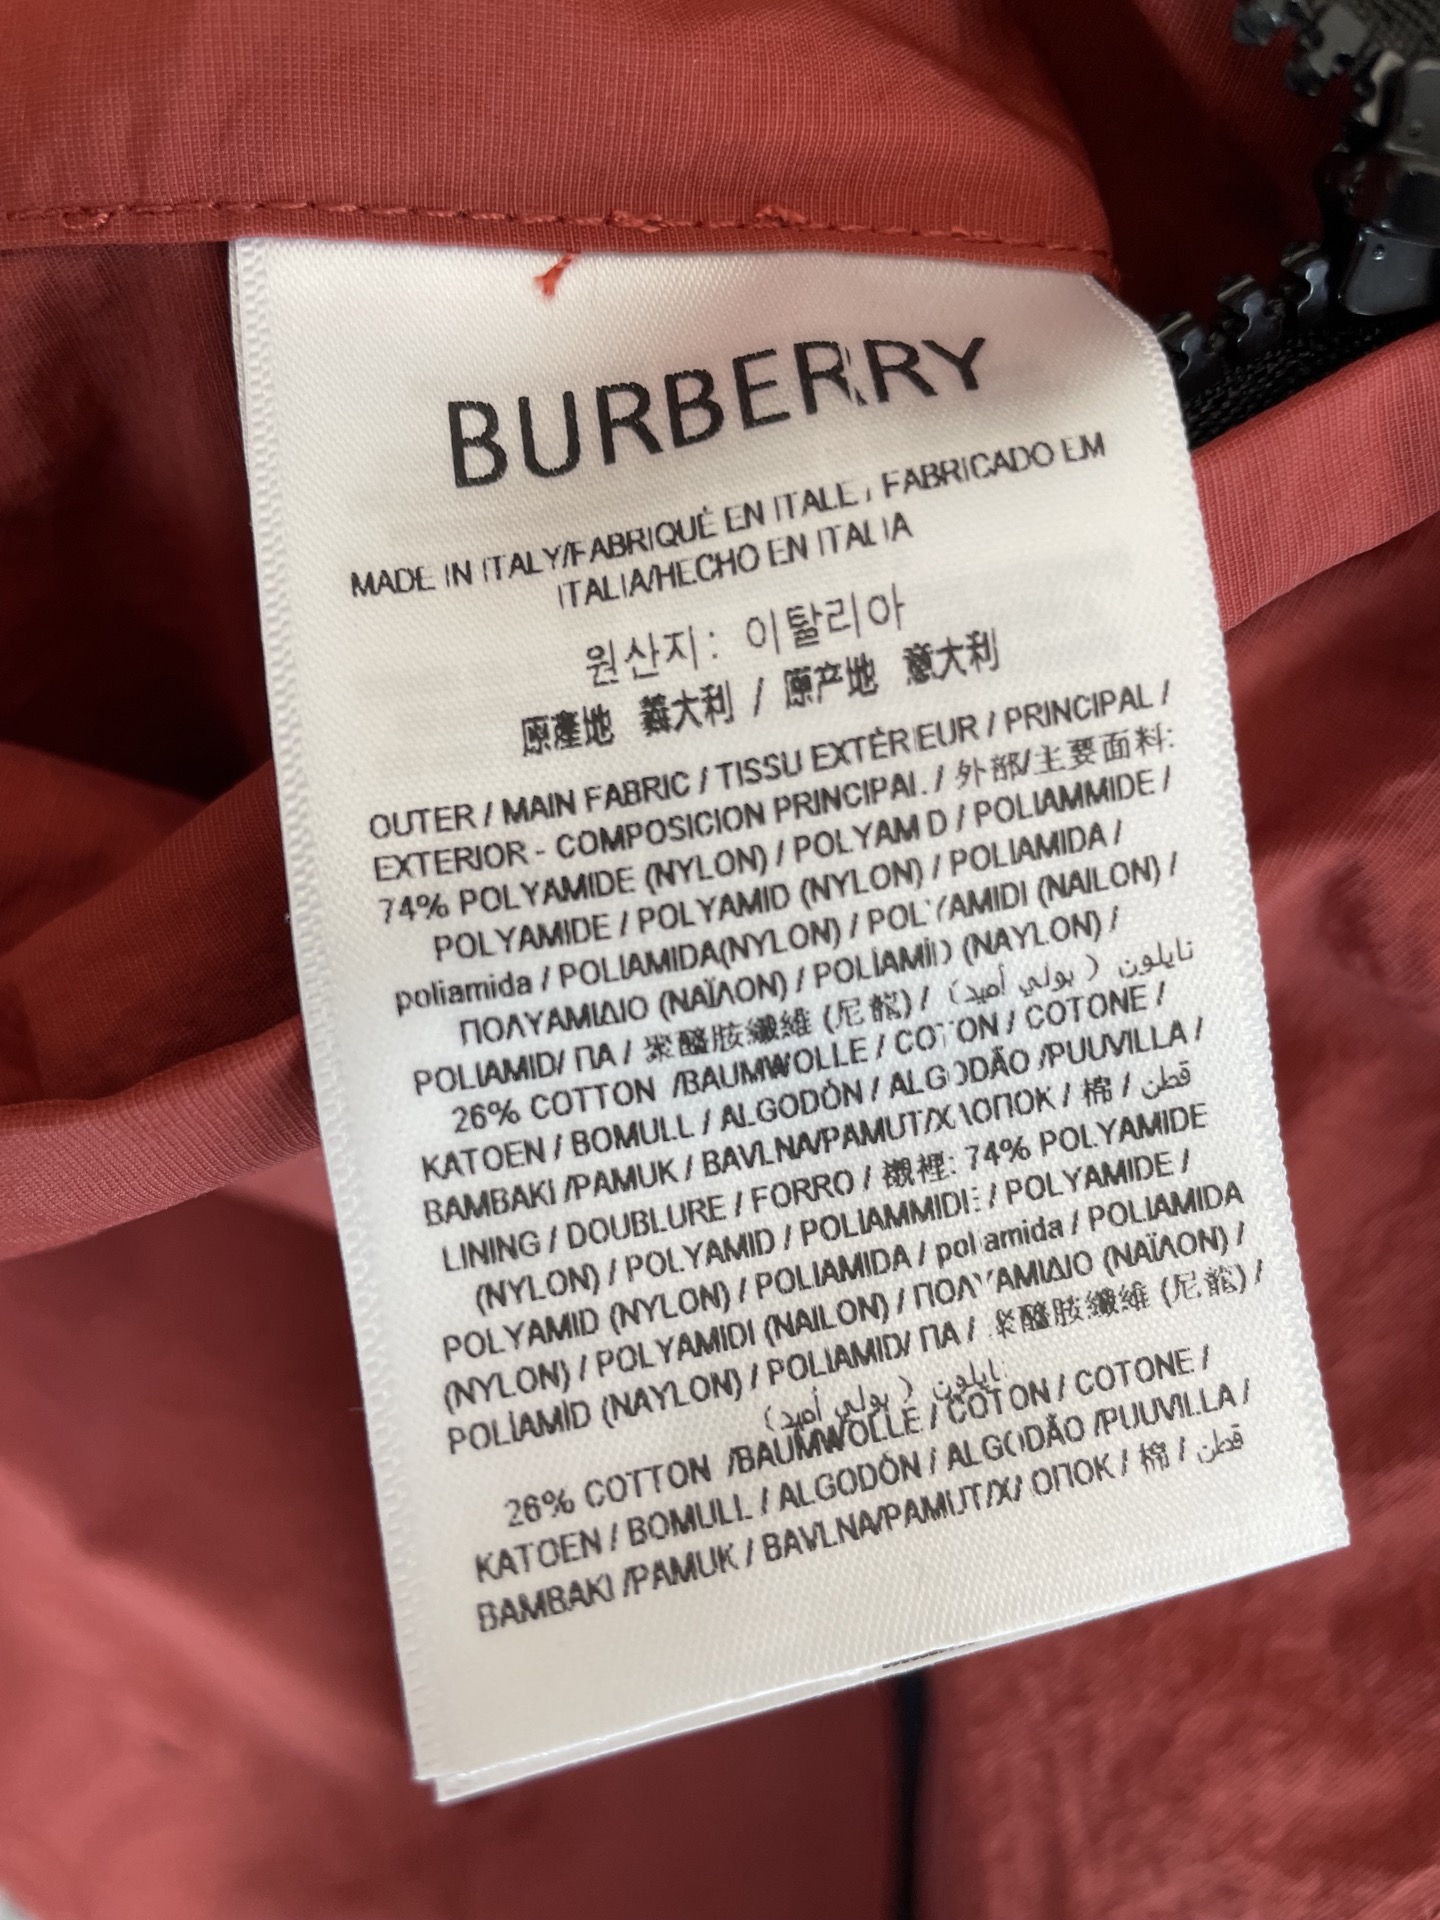 BURBERRY
MADE IN ITALY/FABRIQUÉ EN ITALE / FABRICADO EM
ITALIA/HECHO EN ITALIA
원산지: 이탈리아
原產地 義大利 / 原产地 意大利
OUTER / MAIN FABRIC / TISSU EXTÉRIEUR / PRINCIPAL /
EXTERIOR - COMPOSICION PRINCIPAL / 外部/主要面料:
74% POLYAMIDE (NYLON) / POLYAMID / POLIAMMIDE /
POLYAMIDE / POLYAMID (NYLON) / POLIAMIDA /
poliamida / POLIAMIDA(NYLON) / POLYAMIDI (NAILON) /
ΠΟΛΥΑΜΙΔΙΟ (ΝΑΪΛΟΝ) / POLİAMİD (NAYLON) /
POLIAMID/ ПА / 聚醯胺纖維 (尼龍) / نايلون ( بولي أميد)
26% COTTON /BAUMWOLLE / COTON / COTONE /
KATOEN / BOMULL / ALGODÓN / ALGODÃO /PUUVILLA /
BAMBAKI /PAMUK / BAVLNA/PAMUT/ХЛОПОК / 棉 / قطن
LINING / DOUBLURE / FORRO / 襯裡: 74% POLYAMIDE
(NYLON) / POLYAMID / POLIAMMIDE / POLYAMIDE /
POLYAMID (NYLON) / POLIAMIDA / poliamida / POLIAMIDA
(NYLON) / POLYAMIDI (NAILON) / ΠΟΛΥΑΜΙΔΙΟ (ΝΑΪΛΟΝ) /
POLİAMİD (NAYLON) / POLIAMID/ ПА / 聚醯胺纖維 (尼龍) /
نايلون ( بولي أميد)
26% COTTON /BAUMWOLLE / COTON / COTONE /
KATOEN / BOMULL / ALGODÓN / ALGODÃO /PUUVILLA /
BAMBAKI /PAMUK / BAVLNA/PAMUT/ХЛОПОК / 棉 / قطن